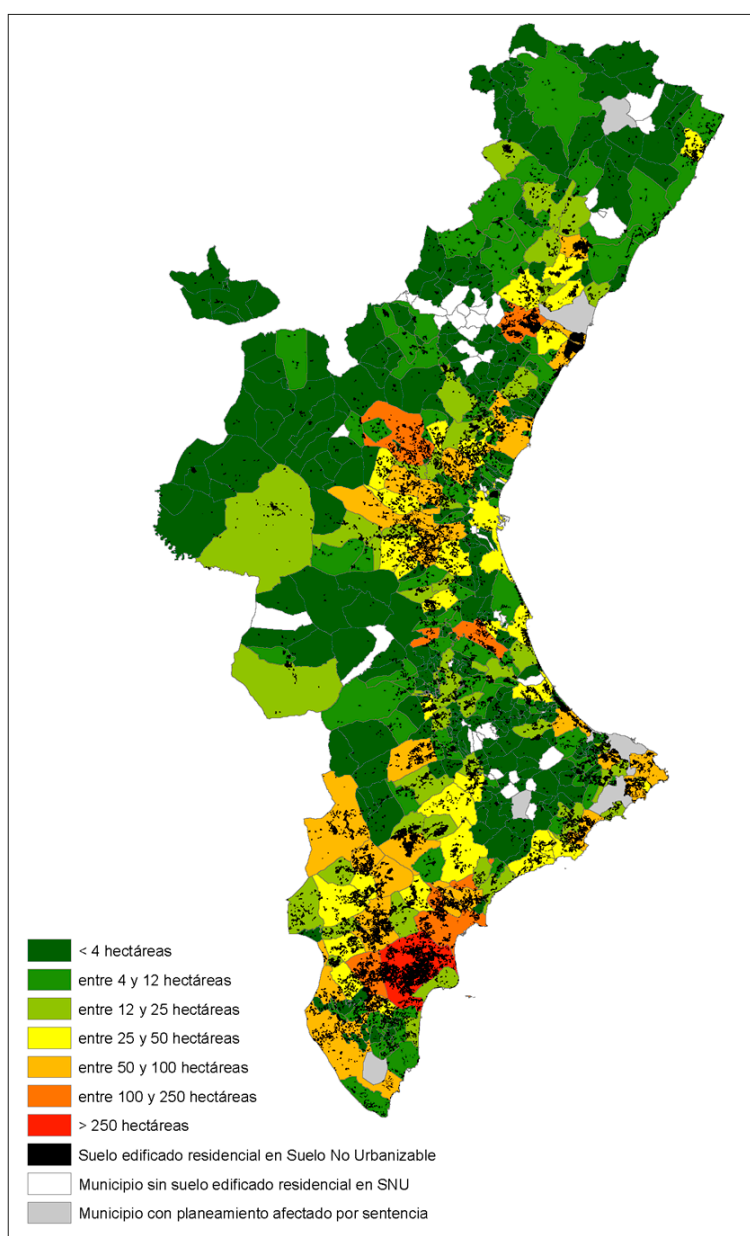 < 4 hectáreas
entre 4 y 12 hectáreas
entre 12 y 25 hectáreas
entre 25 y 50 hectáreas
entre 50 y 100 hectáreas
entre 100 y 250 hectáreas
> 250 hectáreas
Suelo edificado residencial en Suelo No Urbanizable
Municipio sin suelo edificado residencial en SNU
Municipio con planeamiento afectado por sentencia